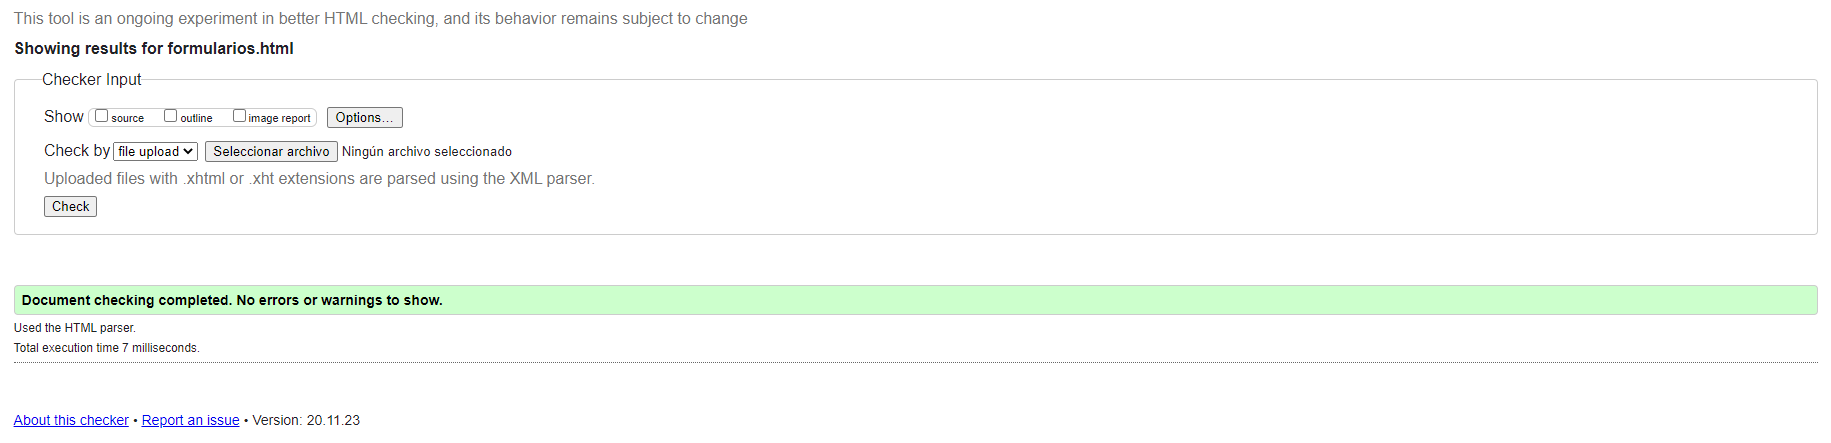 This tool is an ongoing experiment in better HTML checking, and its behavior remains subject to change
Showing results for formularios.html
Checker Input
Show source outline image report Options...
Check by file upload Seleccionar archivo Ningún archivo seleccionado
Uploaded files with .xhtml or .xht extensions are parsed using the XML parser.
Check
Document checking completed. No errors or warnings to show.
Used the HTML parser.
Total execution time 7 milliseconds.
About this checker • Report an issue • Version: 20.11.23